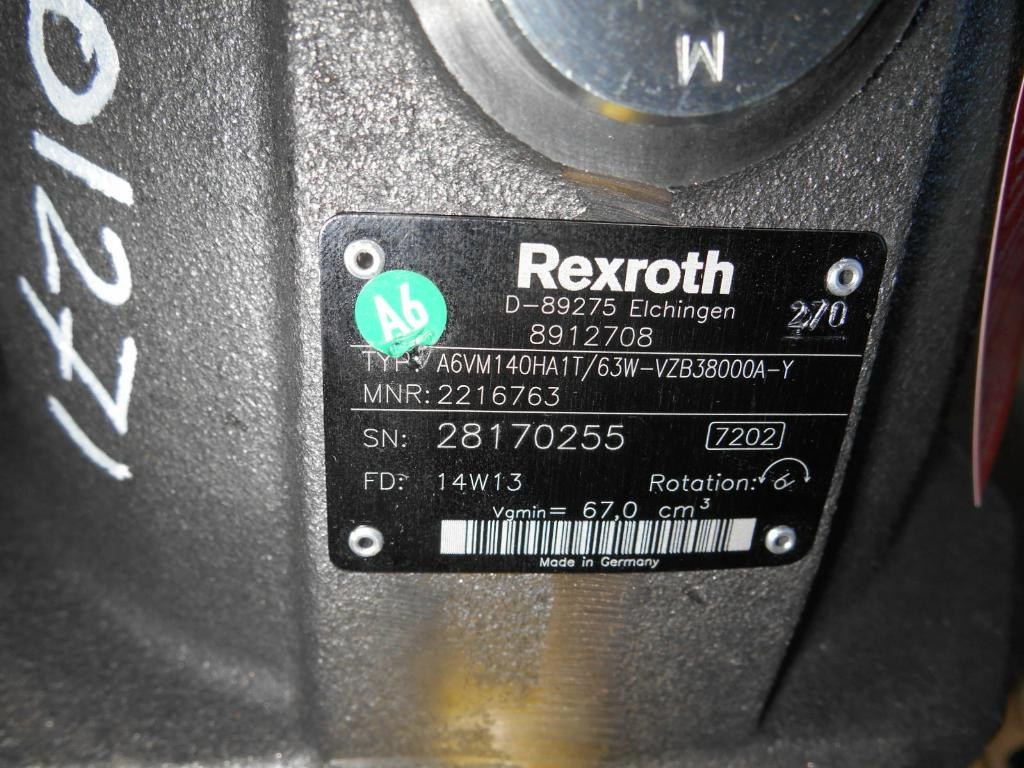 M
Rexroth
D-89275 Elchingen
270
8912708
A6
TYP: A6VM140HA1T/63W-VZB38000A-Y
MNR: 2216763
SN: 28170255 7202
FD: 14W13 Rotation:
Vgmin= 67,0 cm³
Made in Germany